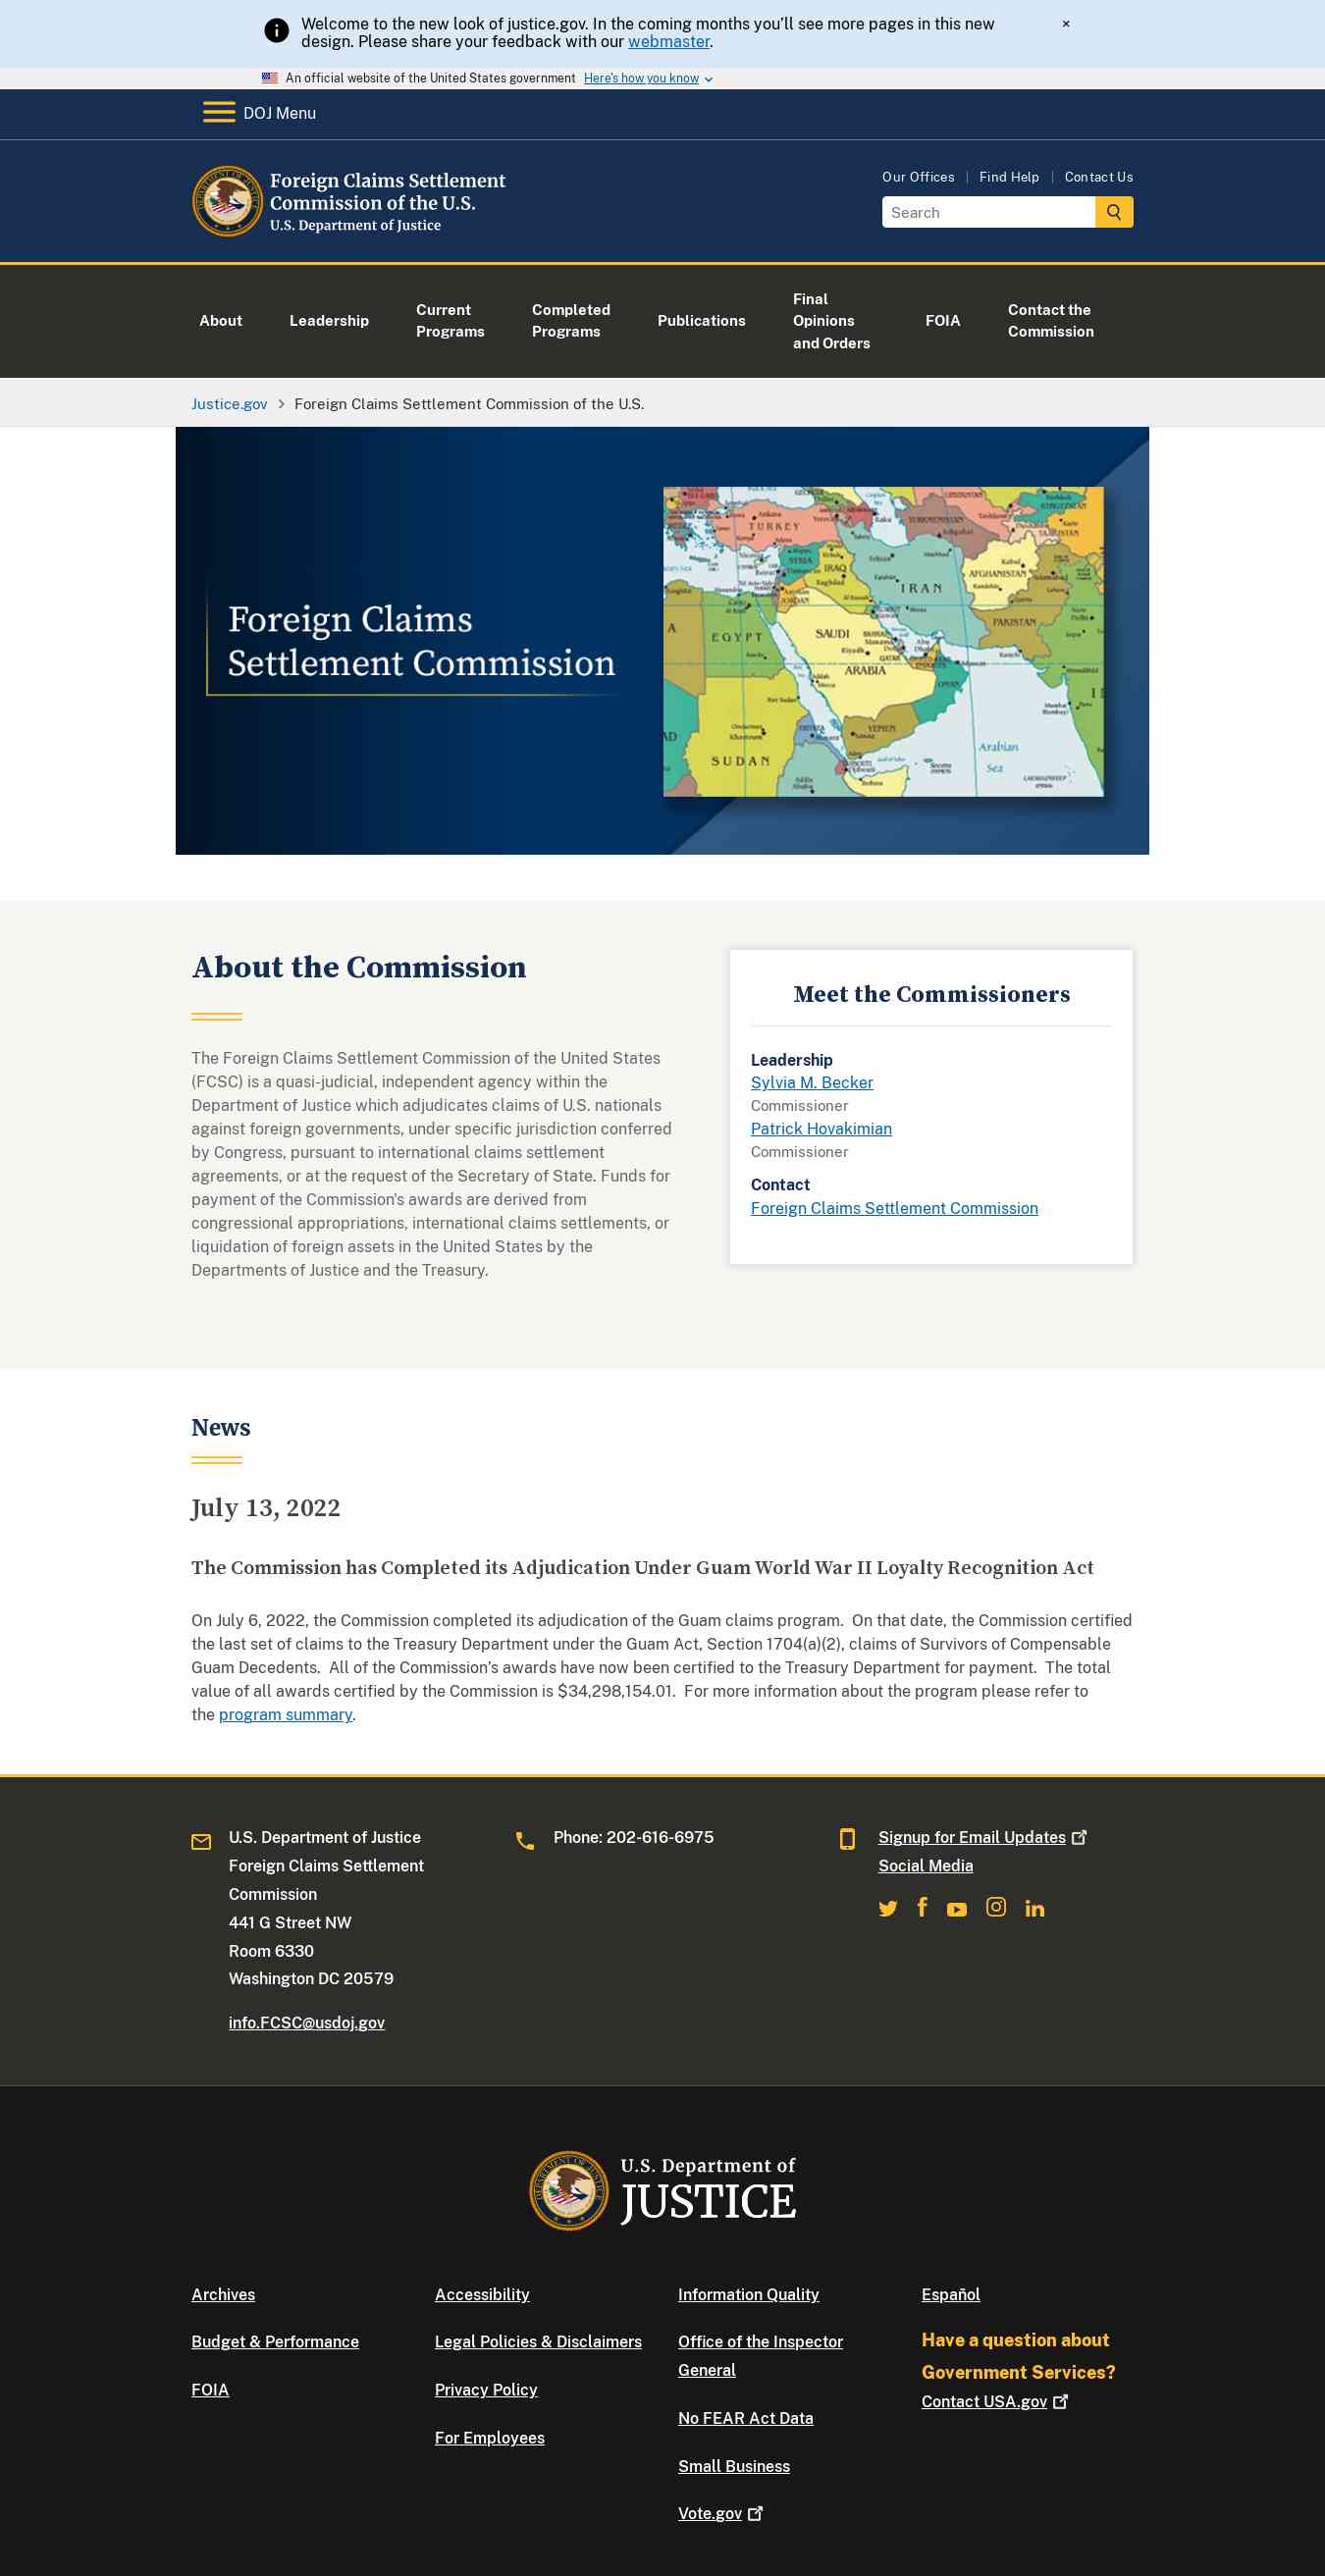 Welcome to the new look of justice.gov. In the coming months you’ll see more pages in this new
design. Please share your feedback with our webmaster.
×
An official website of the United States government Here's how you know
DOJ Menu
Foreign Claims Settlement
Commission of the U.S.
U.S. Department of Justice
Our Offices
Find Help
Contact Us
Search
About
Leadership
Current
Programs
Completed
Programs
Publications
Final
Opinions
and Orders
FOIA
Contact the
Commission
Justice.gov
Foreign Claims Settlement Commission of the U.S.
Foreign Claims
Settlement Commission
TURKEY
SYRIA
IRAQ
IRAN
AFGHANISTAN
PAKISTAN
EGYPT
SAUDI
ARABIA
QATAR
OMAN
YEMEN
SUDAN
Arabian
Sea
About the Commission
The Foreign Claims Settlement Commission of the United States
(FCSC) is a quasi-judicial, independent agency within the
Department of Justice which adjudicates claims of U.S. nationals
against foreign governments, under specific jurisdiction conferred
by Congress, pursuant to international claims settlement
agreements, or at the request of the Secretary of State. Funds for
payment of the Commission's awards are derived from
congressional appropriations, international claims settlements, or
liquidation of foreign assets in the United States by the
Departments of Justice and the Treasury.
Meet the Commissioners
Leadership
Sylvia M. Becker
Commissioner
Patrick Hovakimian
Commissioner
Contact
Foreign Claims Settlement Commission
News
July 13, 2022
The Commission has Completed its Adjudication Under Guam World War II Loyalty Recognition Act
On July 6, 2022, the Commission completed its adjudication of the Guam claims program.  On that date, the Commission certified
the last set of claims to the Treasury Department under the Guam Act, Section 1704(a)(2), claims of Survivors of Compensable
Guam Decedents.  All of the Commission’s awards have now been certified to the Treasury Department for payment.  The total
value of all awards certified by the Commission is $34,298,154.01.  For more information about the program please refer to
the program summary.
U.S. Department of Justice
Foreign Claims Settlement
Commission
441 G Street NW
Room 6330
Washington DC 20579
info.FCSC@usdoj.gov
Phone: 202-616-6975
Signup for Email Updates
Social Media
U.S. Department of
JUSTICE
Archives
Budget & Performance
FOIA
Accessibility
Legal Policies & Disclaimers
Privacy Policy
For Employees
Information Quality
Office of the Inspector
General
No FEAR Act Data
Small Business
Vote.gov
Español
Have a question about
Government Services?
Contact USA.gov